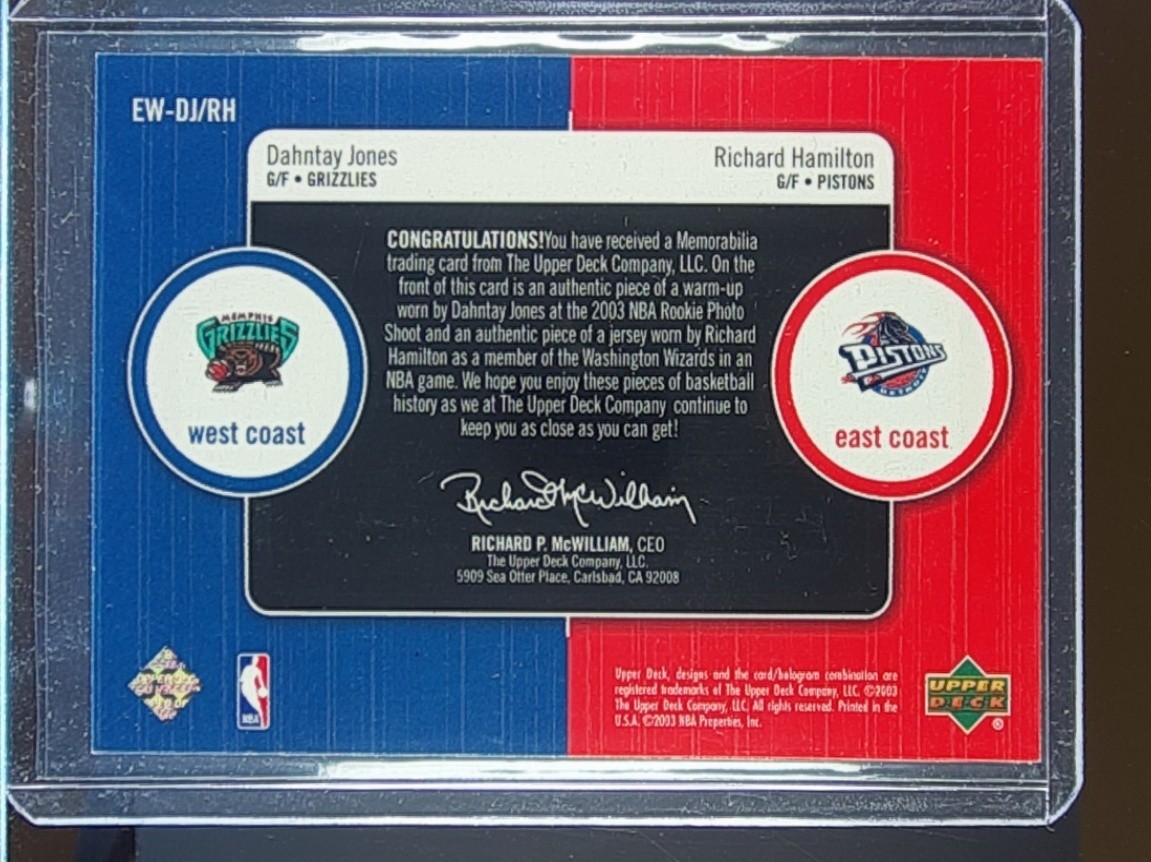 EW-DJ/RH
Dahntay Jones
G/F • GRIZZLIES
Richard Hamilton
G/F • PISTONS
CONGRATULATIONS!You have received a Memorabilia
trading card from The Upper Deck Company, LLC. On the
front of this card is an authentic piece of a warm-up
worn by Dahntay Jones at the 2003 NBA Rookie Photo
Shoot and an authentic piece of a jersey worn by Richard
Hamilton as a member of the Washington Wizards in an
NBA game. We hope you enjoy these pieces of basketball
history as we at The Upper Deck Company continue to
keep you as close as you can get!
MEMPHIS
GRIZZLIES
west coast
PISTONS
DETROIT
east coast
Richard McWilliam
RICHARD P. McWILLIAM, CEO
The Upper Deck Company, LLC.
5909 Sea Otter Place, Carlsbad, CA 92008
NBA
Upper Deck, designs and the card/hologram combination are
registered trademarks of The Upper Deck Company, LLC. ©2003
The Upper Deck Company, LLC. All rights reserved. Printed in the
U.S.A. ©2003 NBA Properties, Inc.
UPPER
DECK
®